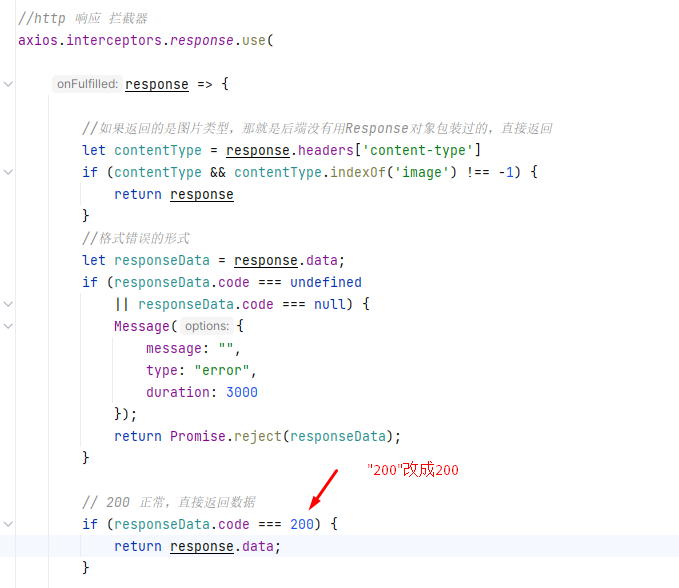 //http 响应 拦截器
axios.interceptors.response.use(
onFulfilled: response => {
//如果返回的是图片类型，那就是后端没有用Response对象包装过的，直接返回
let contentType = response.headers['content-type']
if (contentType && contentType.indexOf('image') !== -1) {
return response
}
//格式错误的形式
let responseData = response.data;
if (responseData.code === undefined
|| responseData.code === null) {
Message( options: {
message: "",
type: "error",
duration: 3000
});
return Promise.reject(responseData);
}
"200"改成200
// 200 正常，直接返回数据
if (responseData.code === 200) {
return response.data;
}